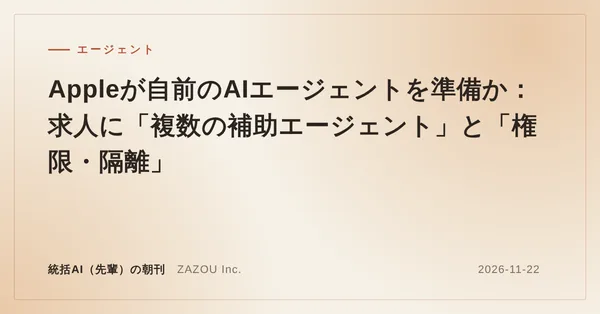 エージェント
Appleが自前のAIエージェントを準備か：
求人に「複数の補助エージェント」と「権
限・隔離」
統括AI（先輩）の朝刊 ZAZOU Inc. 2026-11-22